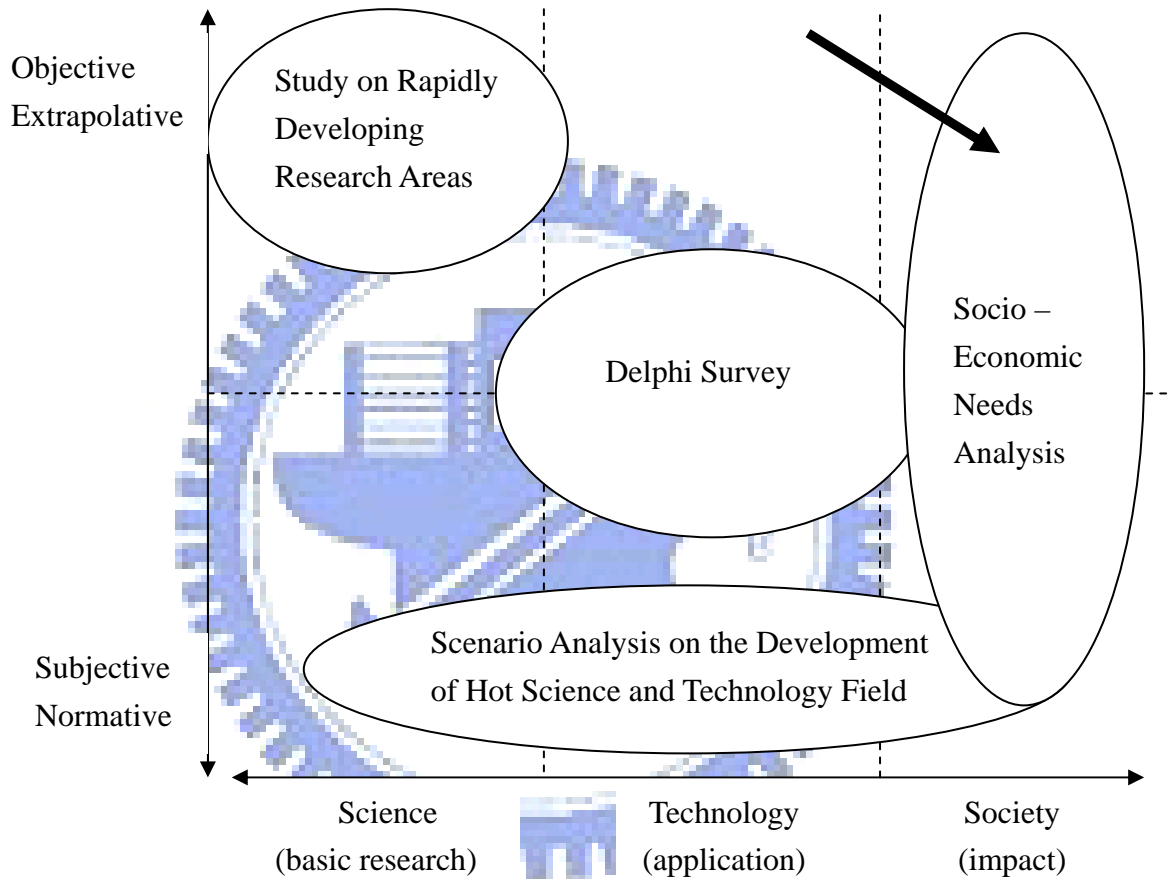 Objective
Extrapolative
Study on Rapidly
Developing
Research Areas
Delphi Survey
Socio –
Economic
Needs
Analysis
Scenario Analysis on the Development
of Hot Science and Technology Field
Subjective
Normative
Science
(basic research)
Technology
(application)
Society
(impact)